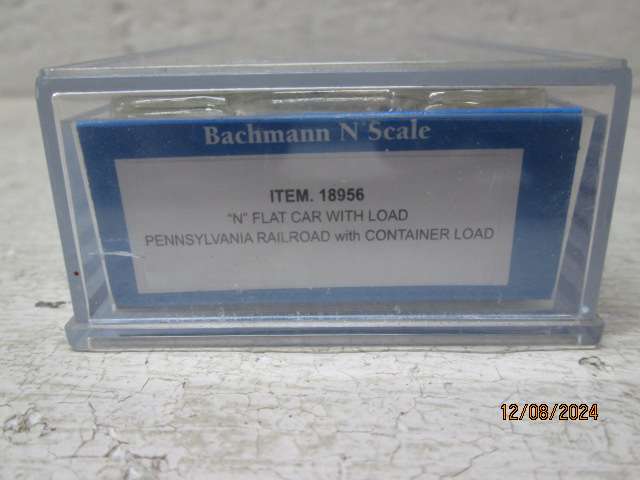 Bachmann N Scale
ITEM. 18956
"N" FLAT CAR WITH LOAD
PENNSYLVANIA RAILROAD with CONTAINER LOAD
12/08/2024